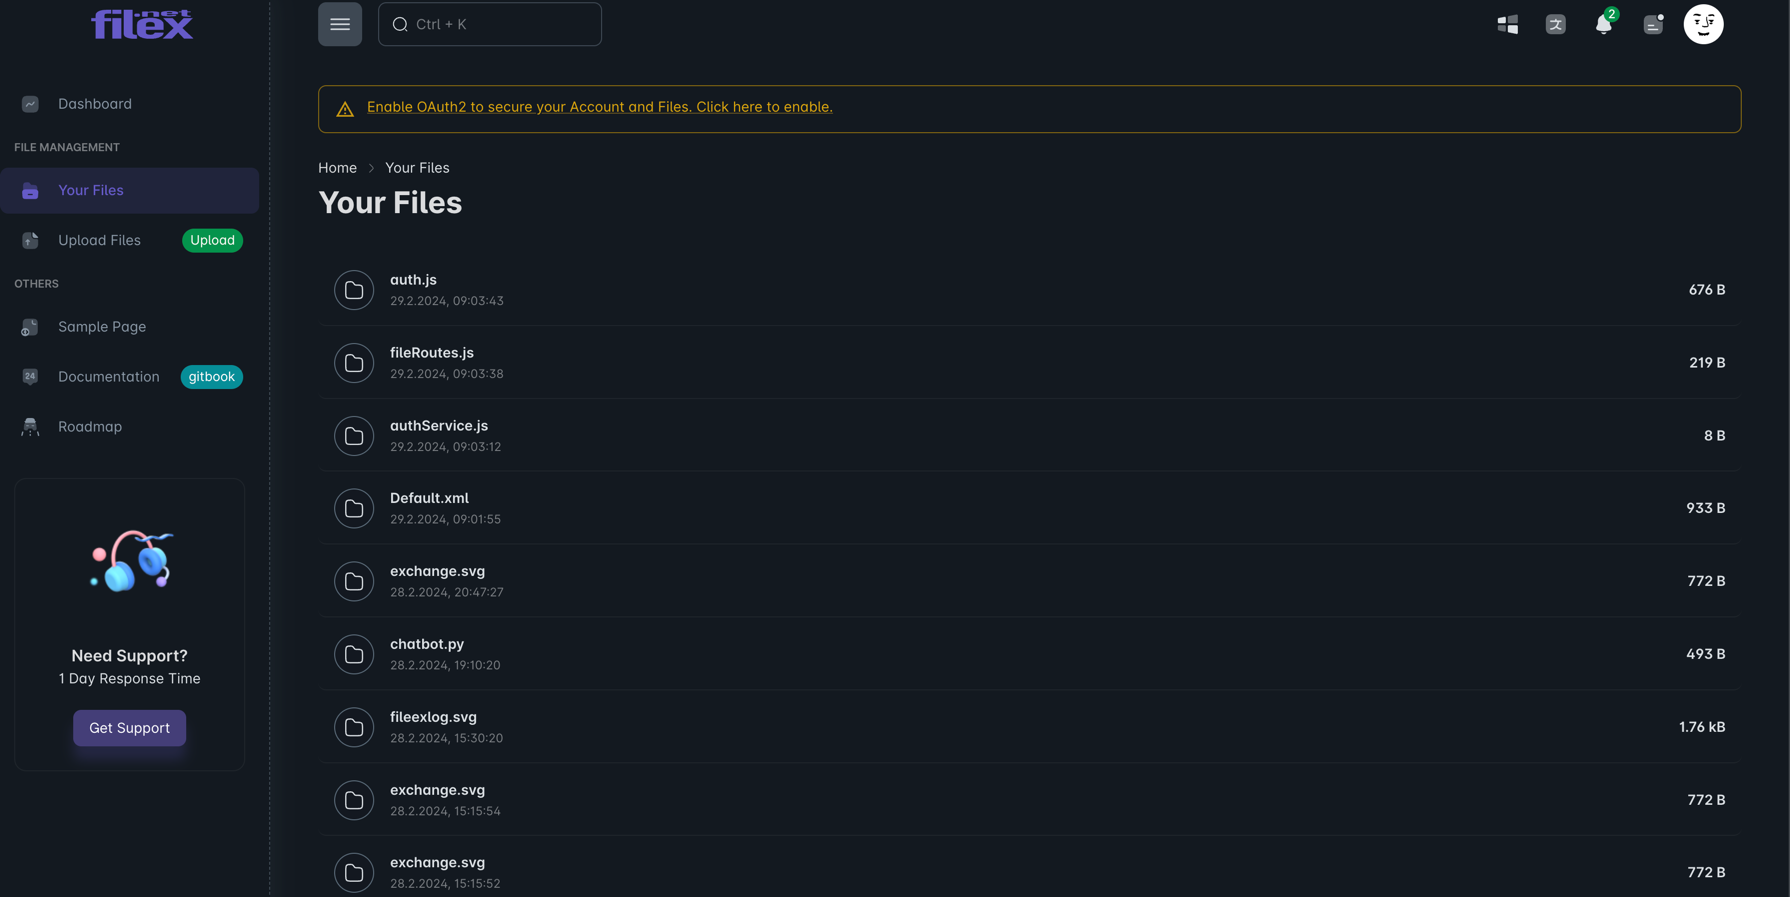 filex.net
Ctrl + K
2
Dashboard
FILE MANAGEMENT
Your Files
Upload Files
Upload
OTHERS
Sample Page
24
Documentation
gitbook
Roadmap
Need Support?
1 Day Response Time
Get Support
Enable OAuth2 to secure your Account and Files. Click here to enable.
Home > Your Files
Your Files
auth.js
676 B
29.2.2024, 09:03:43
fileRoutes.js
219 B
29.2.2024, 09:03:38
authService.js
8 B
29.2.2024, 09:03:12
Default.xml
933 B
29.2.2024, 09:01:55
exchange.svg
772 B
28.2.2024, 20:47:27
chatbot.py
493 B
28.2.2024, 19:10:20
fileexlog.svg
1.76 kB
28.2.2024, 15:30:20
exchange.svg
772 B
28.2.2024, 15:15:54
exchange.svg
772 B
28.2.2024, 15:15:52